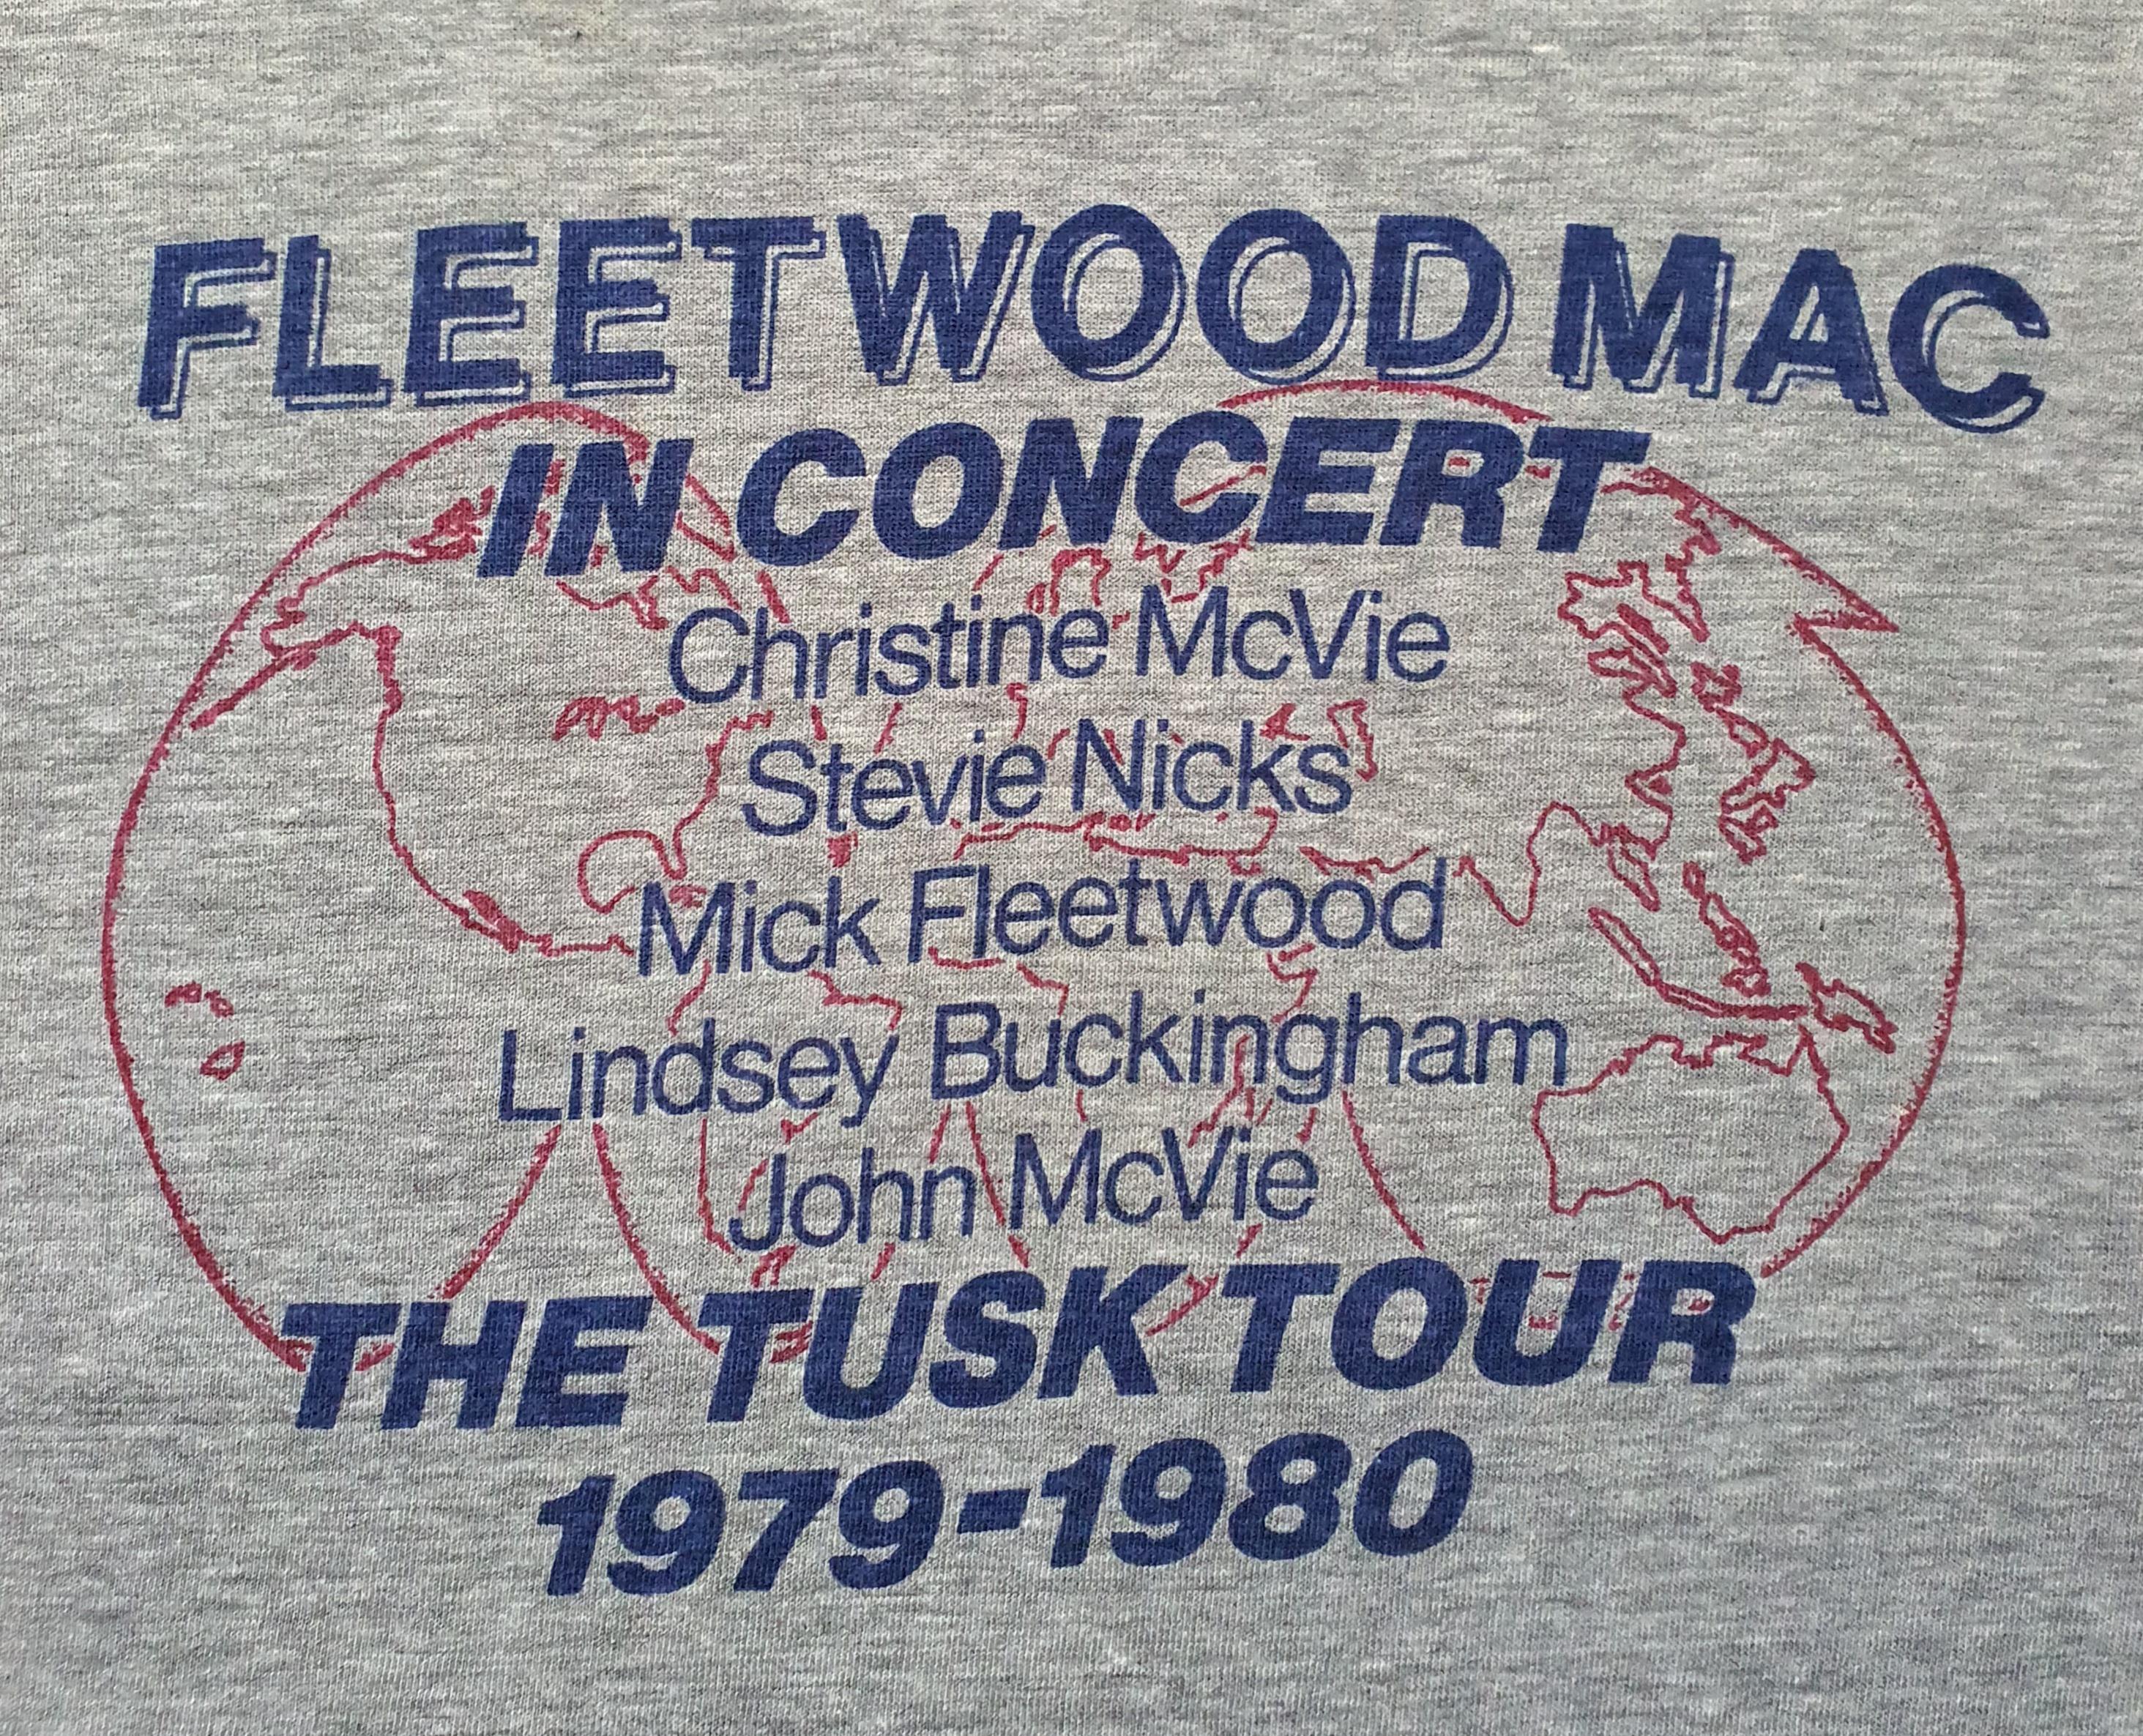 FLEETWOOD MAC
IN CONCERT
Christine McVie
Stevie Nicks
Mick Fleetwood
Lindsey Buckingham
John McVie
THE TUSK TOUR
1979-1980